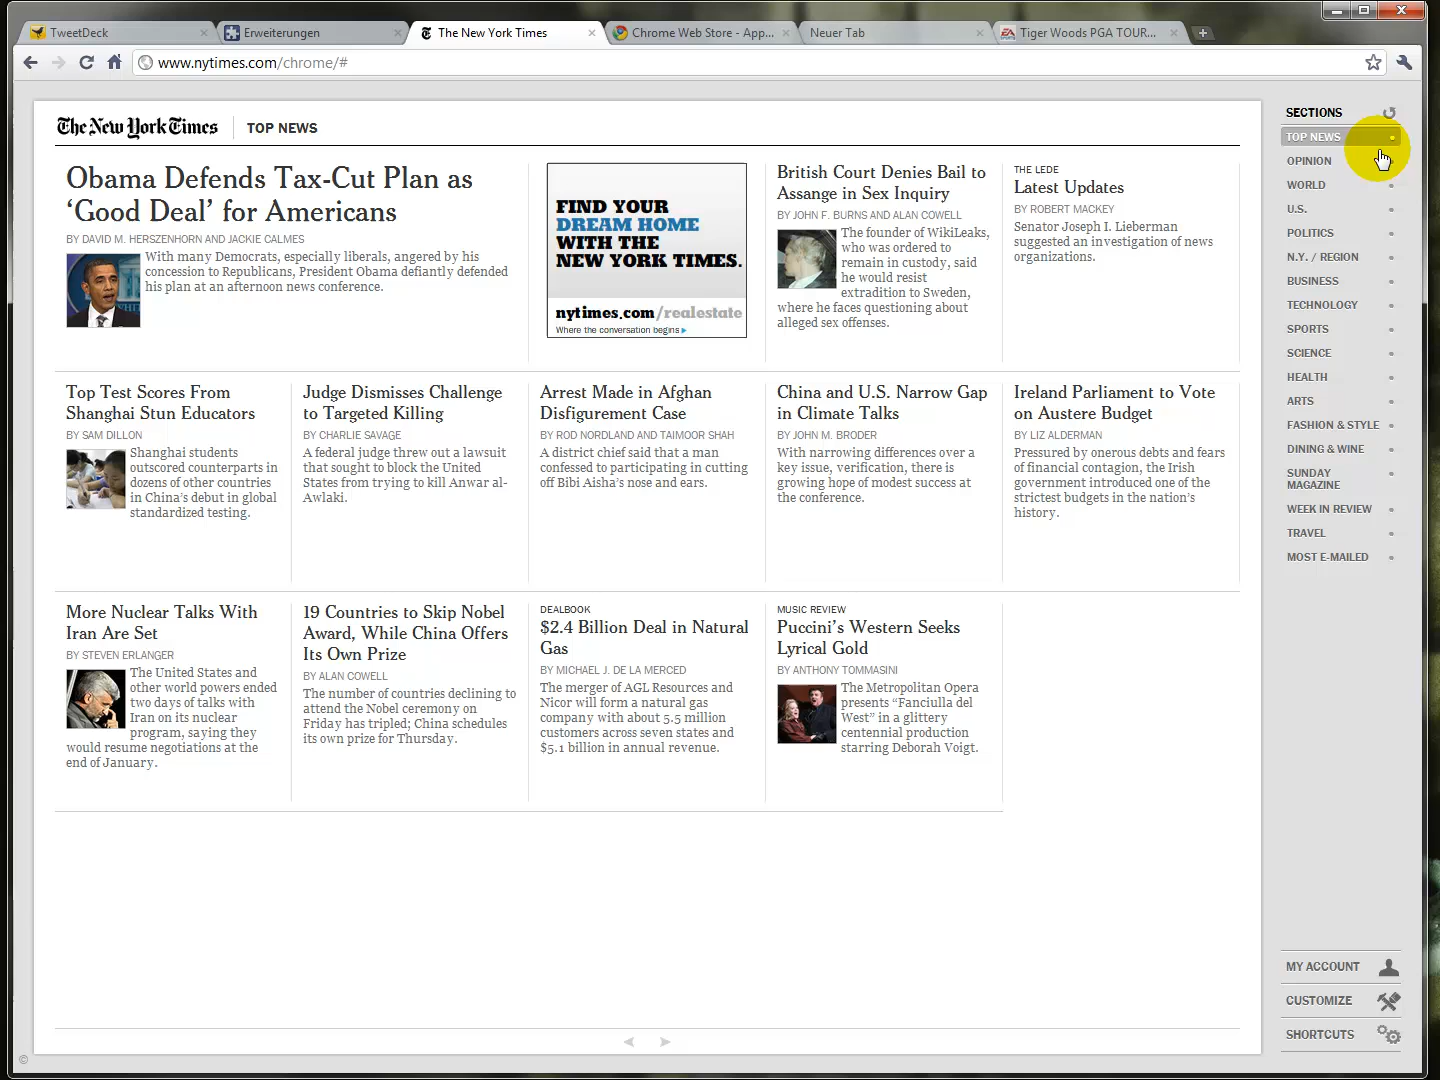 TweetDeck
Erweiterungen
The New York Times
Chrome Web Store - App...
Neuer Tab
Tiger Woods PGA TOUR...
www.nytimes.com/chrome/#
The New York Times
TOP NEWS
Obama Defends Tax-Cut Plan as
‘Good Deal’ for Americans
BY DAVID M. HERSZENHORN AND JACKIE CALMES
With many Democrats, especially liberals, angered by his
concession to Republicans, President Obama defiantly defended
his plan at an afternoon news conference.
FIND YOUR
DREAM HOME
WITH THE
NEW YORK TIMES.
nytimes.com/realestate
Where the conversation begins
British Court Denies Bail to
Assange in Sex Inquiry
BY JOHN F. BURNS AND ALAN COWELL
The founder of WikiLeaks,
who was ordered to
remain in custody, said
he would resist
extradition to Sweden,
where he faces questioning about
alleged sex offenses.
THE LEDE
Latest Updates
BY ROBERT MACKEY
Senator Joseph I. Lieberman
suggested an investigation of news
organizations.
Top Test Scores From
Shanghai Stun Educators
BY SAM DILLON
Shanghai students
outscored counterparts in
dozens of other countries
in China’s debut in global
standardized testing.
Judge Dismisses Challenge
to Targeted Killing
BY CHARLIE SAVAGE
A federal judge threw out a lawsuit
that sought to block the United
States from trying to kill Anwar al-
Awlaki.
Arrest Made in Afghan
Disfigurement Case
BY ROD NORDLAND AND TAIMOOR SHAH
A district chief said that a man
confessed to participating in cutting
off Bibi Aisha’s nose and ears.
China and U.S. Narrow Gap
in Climate Talks
BY JOHN M. BRODER
With narrowing differences over a
key issue, verification, there is
growing hope of modest success at
the conference.
Ireland Parliament to Vote
on Austere Budget
BY LIZ ALDERMAN
Pressured by onerous debts and fears
of financial contagion, the Irish
government introduced one of the
strictest budgets in the nation’s
history.
More Nuclear Talks With
Iran Are Set
BY STEVEN ERLANGER
The United States and
other world powers ended
two days of talks with
Iran on its nuclear
program, saying they
would resume negotiations at the
end of January.
19 Countries to Skip Nobel
Award, While China Offers
Its Own Prize
BY ALAN COWELL
The number of countries declining to
attend the Nobel ceremony on
Friday has tripled; China schedules
its own prize for Thursday.
DEALBOOK
$2.4 Billion Deal in Natural
Gas
BY MICHAEL J. DE LA MERCED
The merger of AGL Resources and
Nicor will form a natural gas
company with about 5.5 million
customers across seven states and
$5.1 billion in annual revenue.
MUSIC REVIEW
Puccini’s Western Seeks
Lyrical Gold
BY ANTHONY TOMMASINI
The Metropolitan Opera
presents “Fanciulla del
West” in a glittery
centennial production
starring Deborah Voigt.
SECTIONS
TOP NEWS
OPINION
WORLD
U.S.
POLITICS
N.Y. / REGION
BUSINESS
TECHNOLOGY
SPORTS
SCIENCE
HEALTH
ARTS
FASHION & STYLE
DINING & WINE
SUNDAY
MAGAZINE
WEEK IN REVIEW
TRAVEL
MOST E-MAILED
MY ACCOUNT
CUSTOMIZE
SHORTCUTS
©